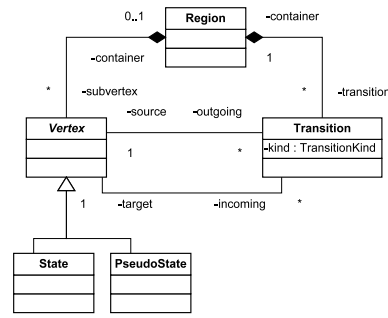 Region
0..1
-container
-container
1
*
-subvertex
*
-transition
-source
-outgoing
Vertex
Transition
-kind : TransitionKind
1
*
1
-target
-incoming
*
State
PseudoState